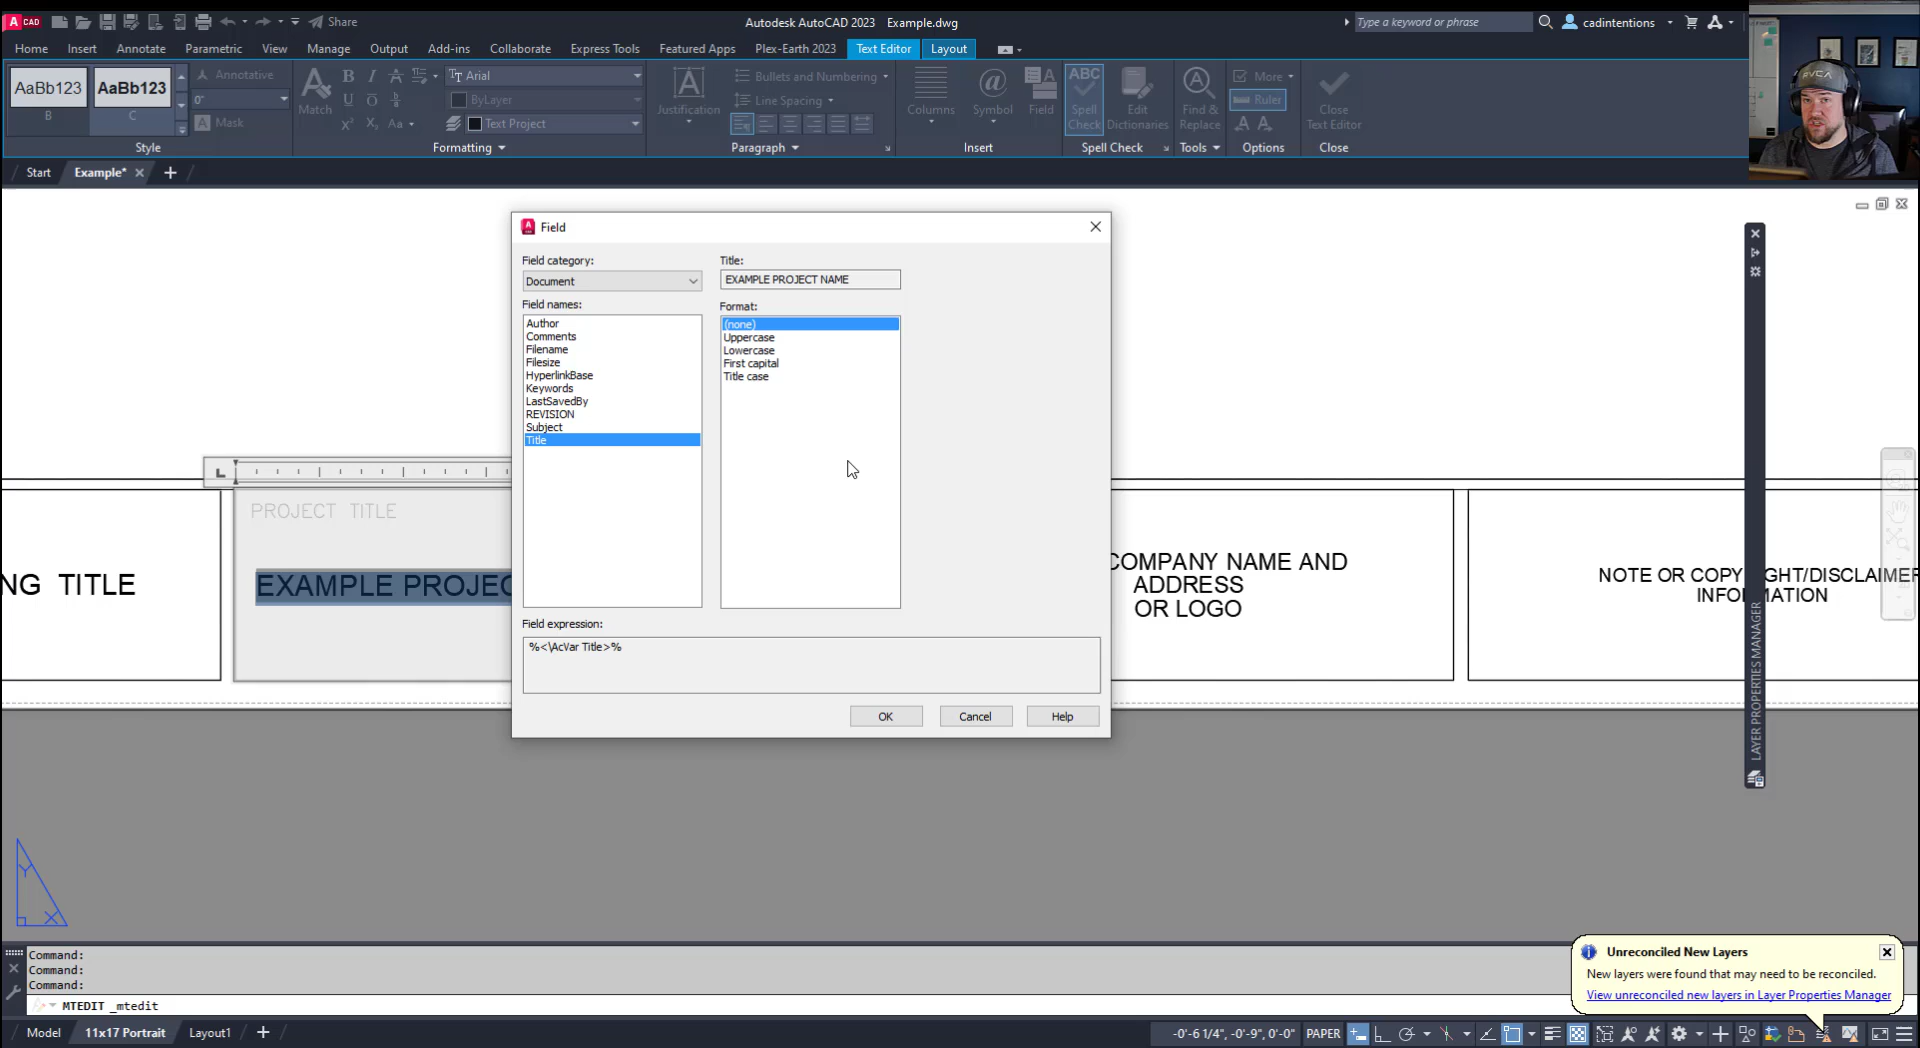 A CAD
Share
Autodesk AutoCAD 2023 Example.dwg
Type a keyword or phrase
cadintentions
Home Insert Annotate Parametric View Manage Output Add-ins Collaborate Express Tools Featured Apps Plex-Earth 2023 Text Editor Layout
AaBb123
B
AaBb123
C
Annotative
0"
Mask
Style
Match
Arial
ByLayer
Text Project
Formatting
Justification
Bullets and Numbering
Line Spacing
Paragraph
Columns
Symbol
Field
Insert
ABC
Spell
Check
Edit
Dictionaries
Spell Check
Find &
Replace
Tools
More
Ruler
Options
Close
Text Editor
Close
RVCA
Start Example*
Field
Field category:
Document
Field names:
Author
Comments
Filename
Filesize
HyperlinkBase
Keywords
LastSavedBy
REVISION
Subject
Title
Title:
EXAMPLE PROJECT NAME
Format:
(none)
Uppercase
Lowercase
First capital
Title case
Field expression:
%<\AcVar Title>%
OK Cancel Help
NG TITLE
PROJECT TITLE
EXAMPLE PROJEC
COMPANY NAME AND
ADDRESS
OR LOGO
NOTE OR COPY GHT/DISCLAIMER
INFO MATION
LAYER PROPERTIES MANAGER
Y
X
Command:
Command:
Command:
MTEDIT _mtedit
Unreconciled New Layers
New layers were found that may need to be reconciled.
View unreconciled new layers in Layer Properties Manager
Model 11x17 Portrait Layout1
-0'-6 1/4", -0'-9", 0'-0" PAPER